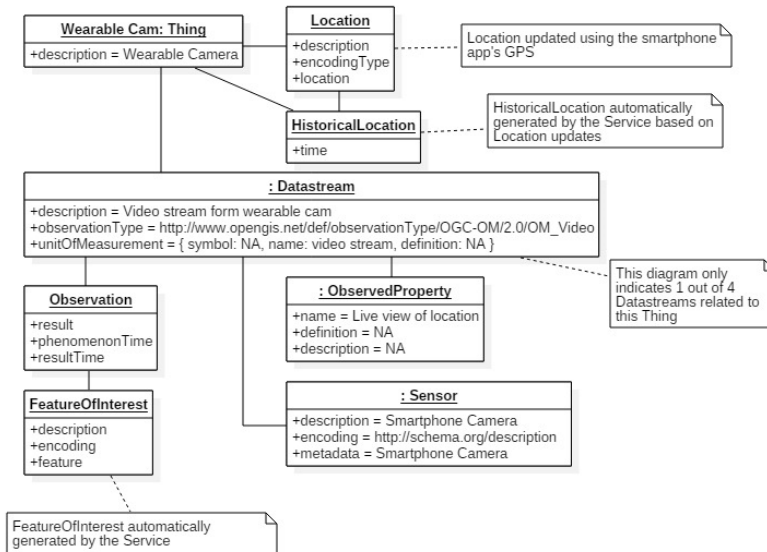 Wearable Cam: Thing
+description = Wearable Camera
Location
+description
+encodingType
+location
Location updated using the smartphone
app's GPS
HistoricalLocation
+time
HistoricalLocation automatically
generated by the Service based on
Location updates
: Datastream
+description = Video stream form wearable cam
+observationType = http://www.opengis.net/def/observationType/OGC-OM/2.0/OM_Video
+unitOfMeasurement = { symbol: NA, name: video stream, definition: NA }
This diagram only
indicates 1 out of 4
Datastreams related to
this Thing
Observation
+result
+phenomenonTime
+resultTime
: ObservedProperty
+name = Live view of location
+definition = NA
+description = NA
FeatureOfInterest
+description
+encoding
+feature
: Sensor
+description = Smartphone Camera
+encoding = http://schema.org/description
+metadata = Smartphone Camera
FeatureOfInterest automatically
generated by the Service